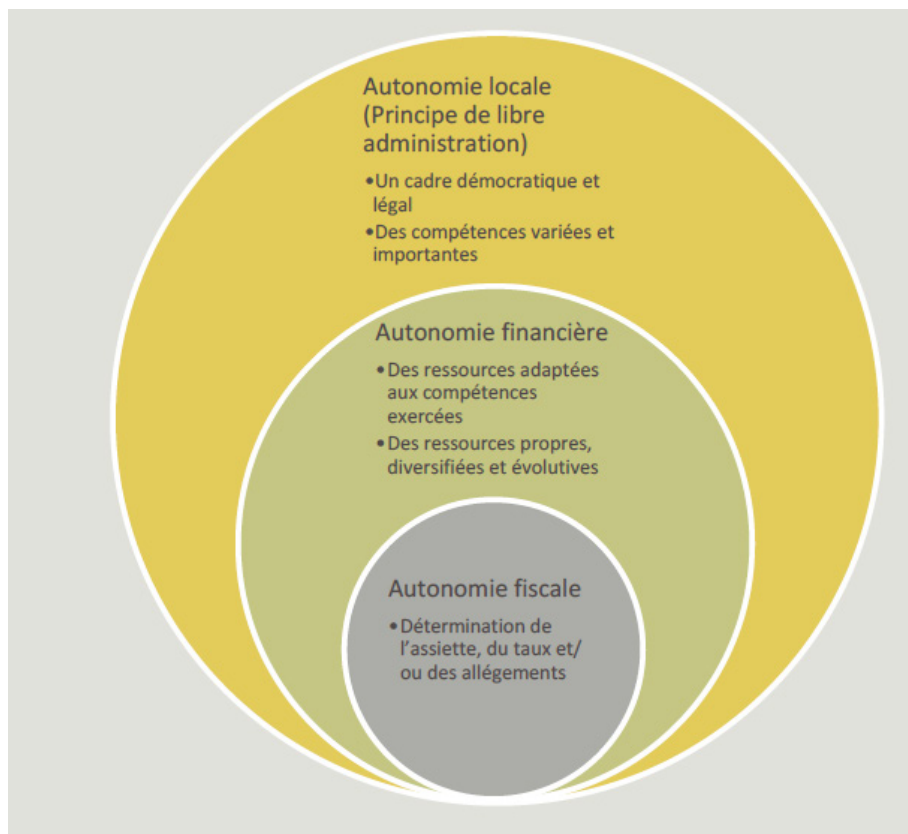 Autonomie locale
(Principe de libre
administration)
•Un cadre démocratique et
légal
•Des compétences variées et
importantes
Autonomie financière
•Des ressources adaptées
aux compétences
exercées
•Des ressources propres,
diversifiées et évolutives
Autonomie fiscale
•Détermination de
l'assiette, du taux et/
ou des allégements